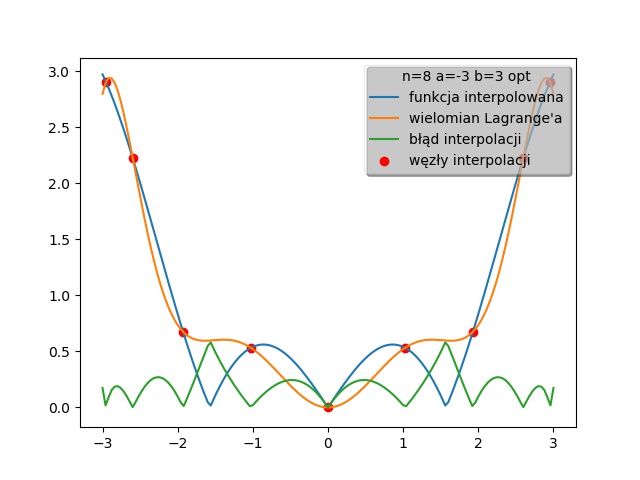 n=8 a=-3 b=3 opt
funkcja interpolowana
wielomian Lagrange'a
błąd interpolacji
węzły interpolacji
3.0
2.5
2.0
1.5
1.0
0.5
0.0
−3 −2 −1 0 1 2 3